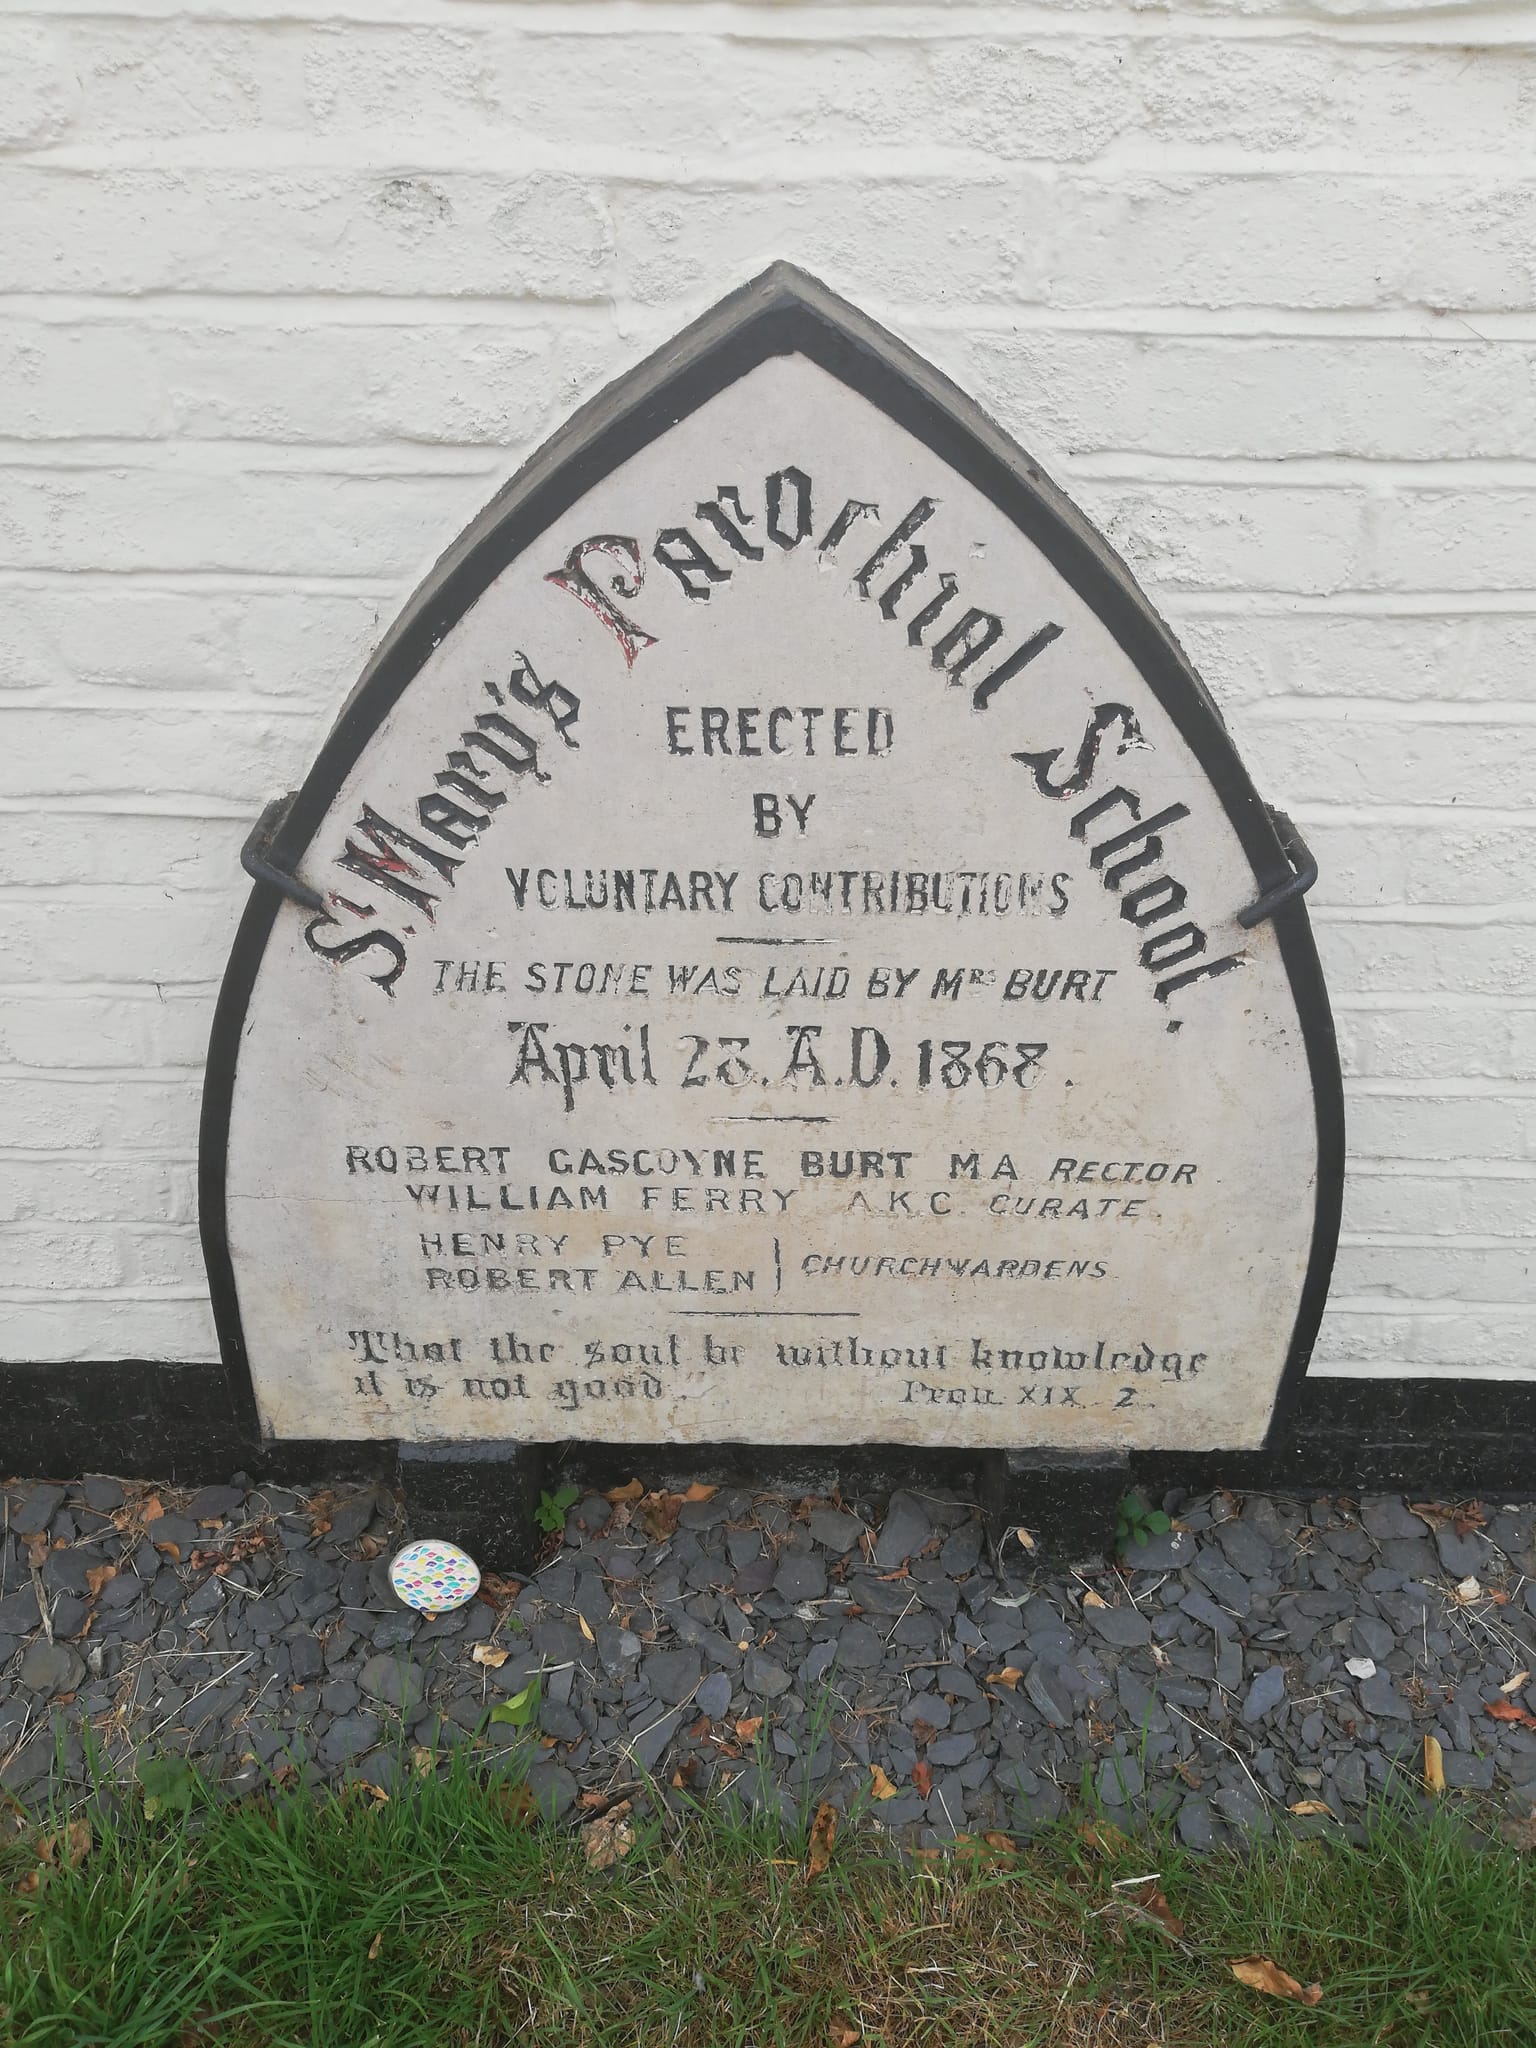 St. Mary's Parochial School.
ERECTED
BY
VOLUNTARY CONTRIBUTIONS
THE STONE WAS LAID BY MRS BURT
April 28. A.D. 1868.
ROBERT GASCOYNE BURT MA RECTOR.
WILLIAM FERRY A.K.C. CURATE.
HENRY PYE
ROBERT ALLEN } CHURCHWARDENS
"That the soul be without knowledge
it is not good." Prov. XIX. 2.